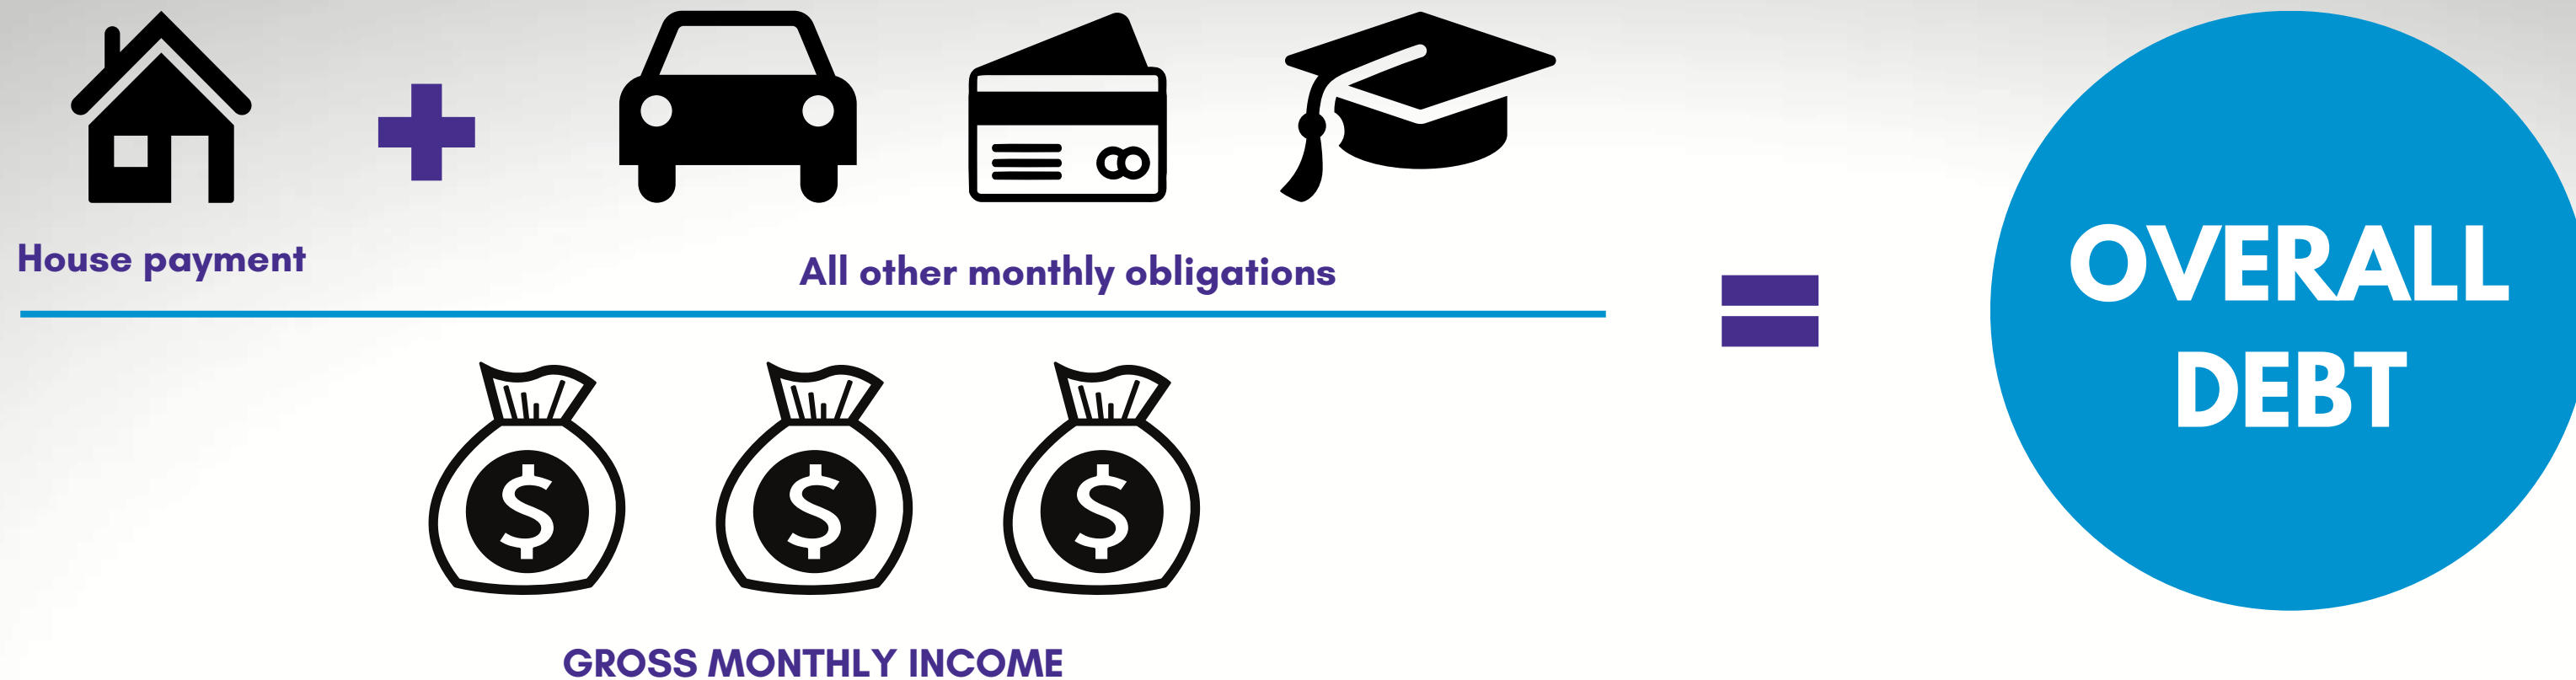 House payment
All other monthly obligations
GROSS MONTHLY INCOME
OVERALL
DEBT